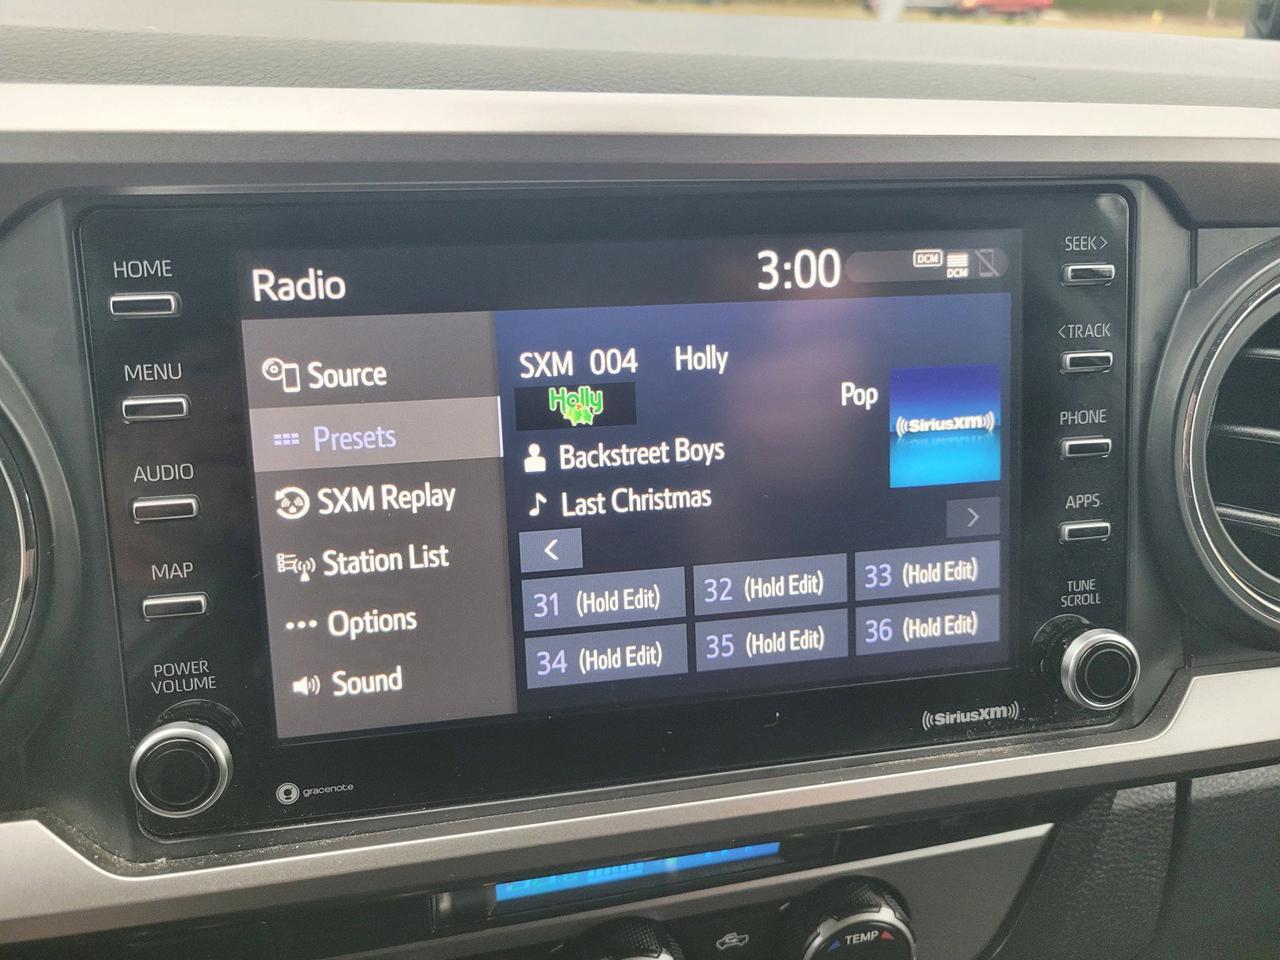 HOME
MENU
AUDIO
MAP
POWER
VOLUME
Radio
3:00
DCM
DCM
Source
Presets
SXM Replay
Station List
Options
Sound
SXM 004 Holly
Holly
Pop
((SiriusXM))
Backstreet Boys
Last Christmas
<
>
31 (Hold Edit)
32 (Hold Edit)
33 (Hold Edit)
34 (Hold Edit)
35 (Hold Edit)
36 (Hold Edit)
SEEK>
<TRACK
PHONE
APPS
TUNE
SCROLL
gracenote
((SiriusXM))
TEMP